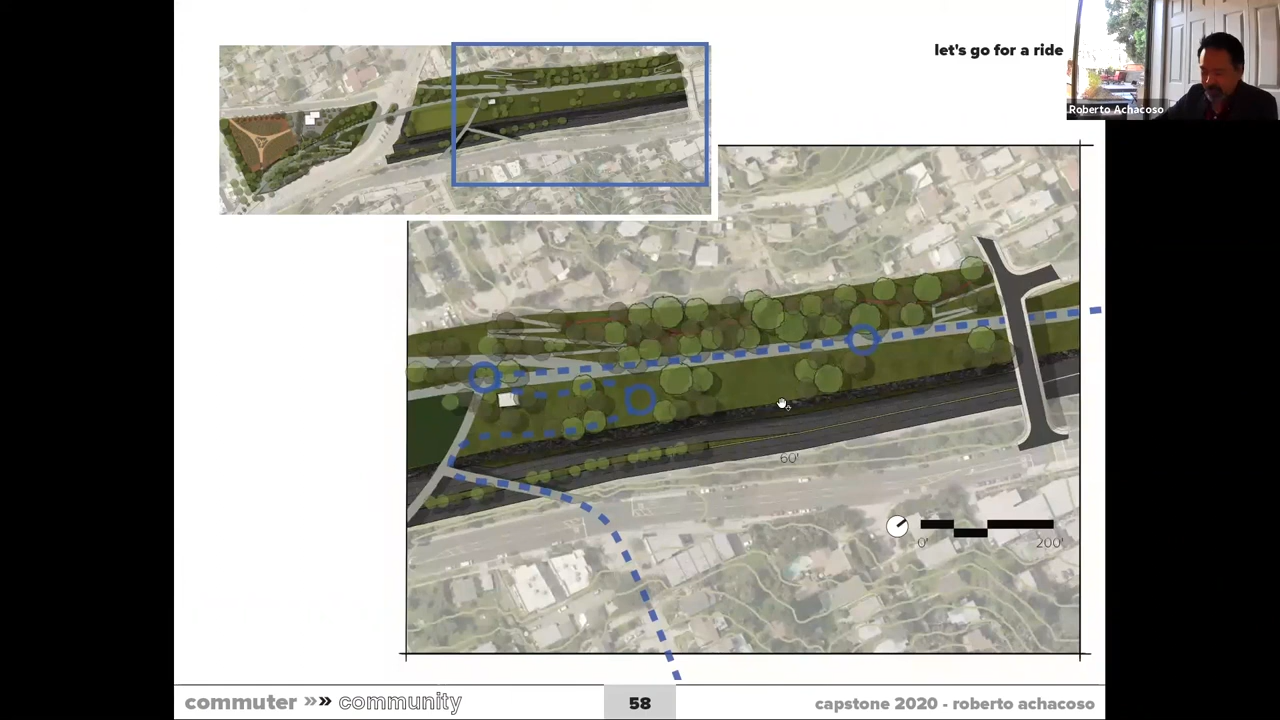 let's go for a ride
Roberto Achacoso
60'
0'
200'
commuter »» community
58
capstone 2020 - roberto achacoso